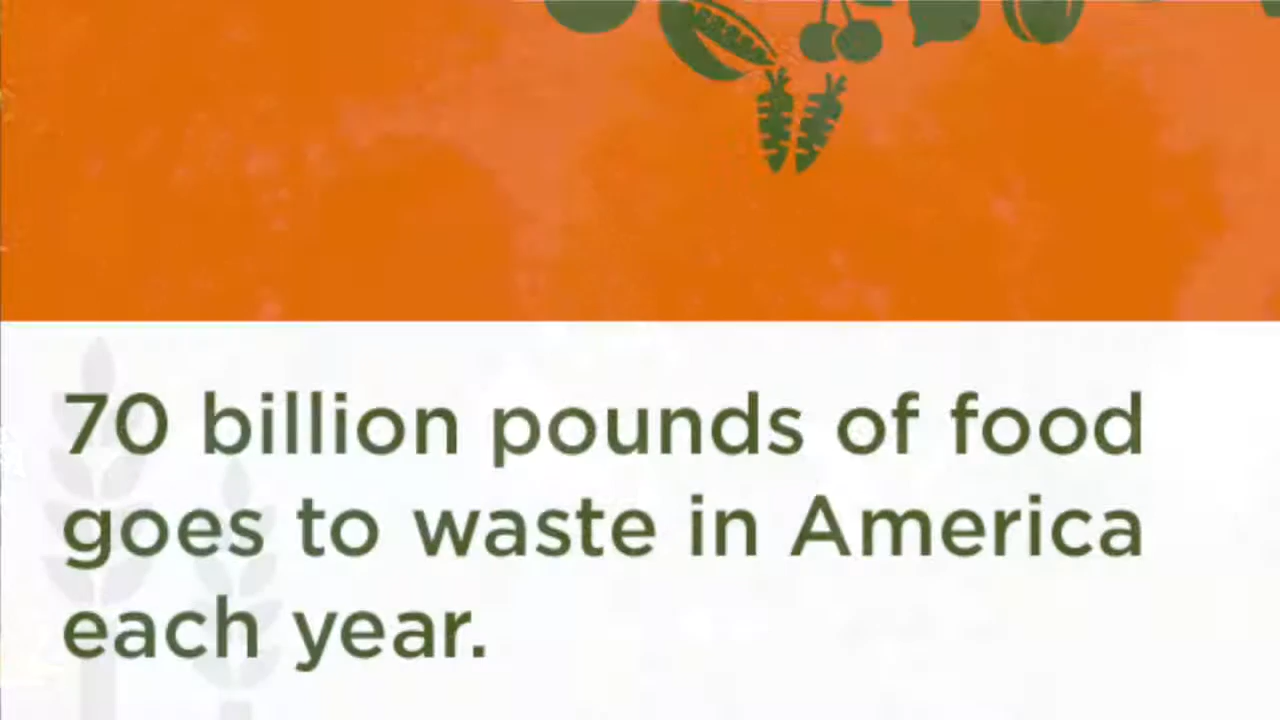 70 billion pounds of food
goes to waste in America
each year.